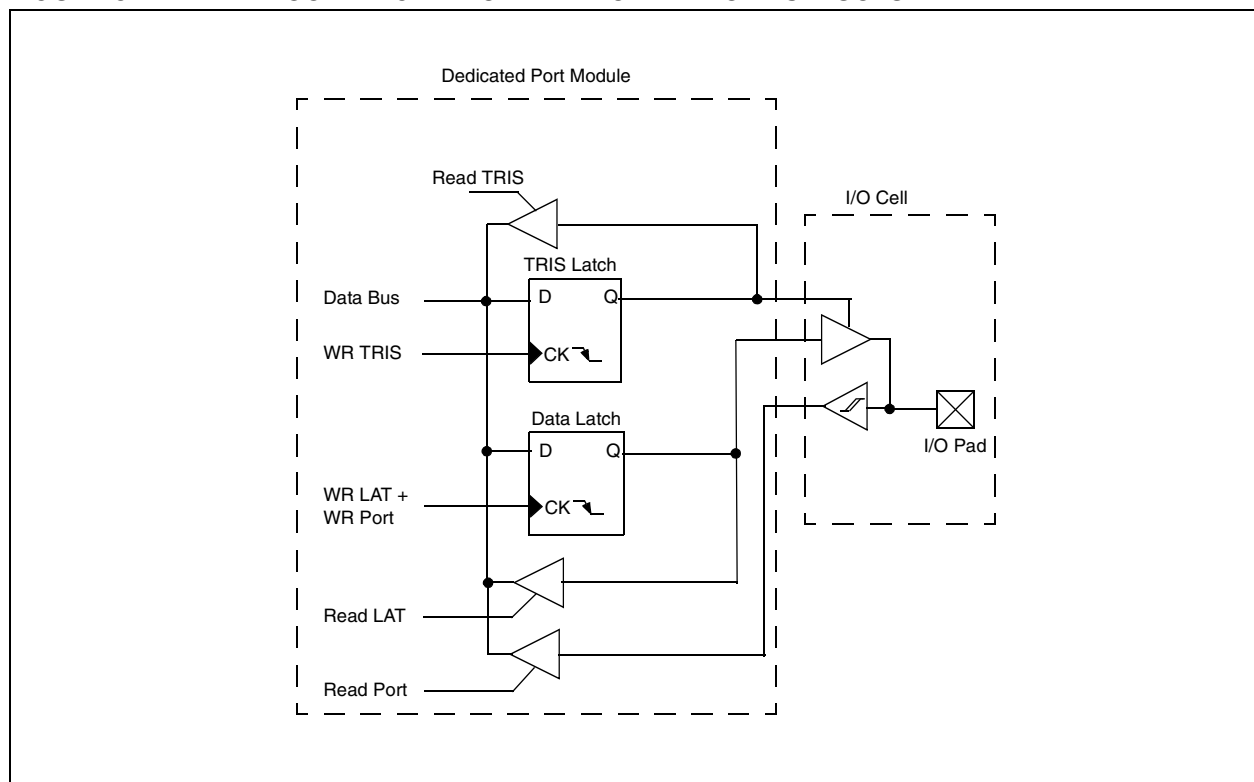 Dedicated Port Module
Read TRIS
I/O Cell
TRIS Latch
Data Bus
D
Q
WR TRIS
CK
Data Latch
I/O Pad
D
Q
WR LAT +
WR Port
CK
Read LAT
Read Port